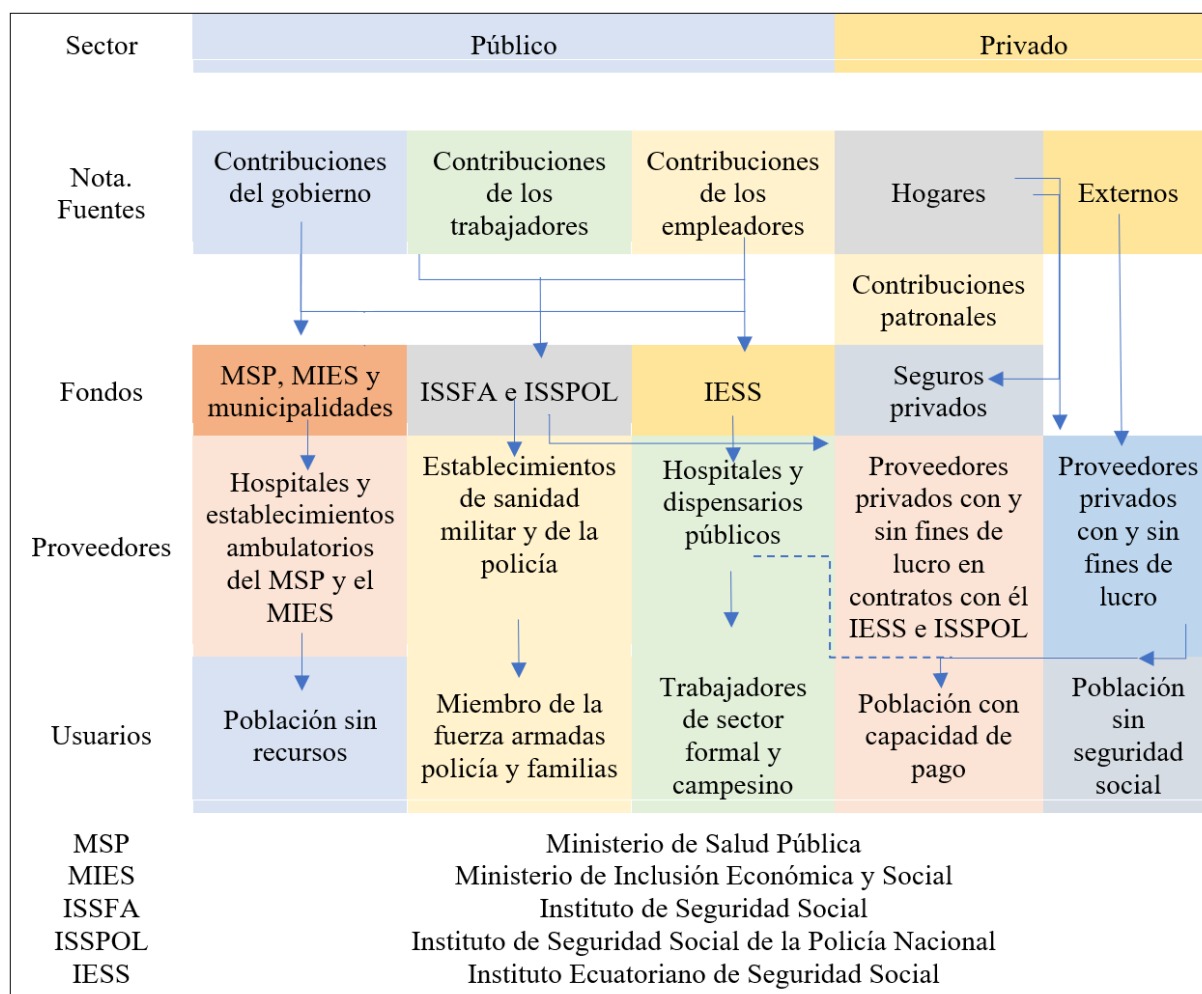 Sector
Público
Privado
Nota.
Fuentes
Contribuciones
del gobierno
Contribuciones
de los
trabajadores
Contribuciones
de los
empleadores
Hogares
Externos
Contribuciones
patronales
Fondos
MSP, MIES y
municipalidades
ISSFA e ISSPOL
IESS
Seguros
privados
Proveedores
Hospitales y
establecimientos
ambulatorios
del MSP y el
MIES
Establecimientos
de sanidad
militar y de la
policía
Hospitales y
dispensarios
públicos
Proveedores
privados con y
sin fines de
lucro en
contratos con él
IESS e ISSPOL
Proveedores
privados
con y sin
fines de
lucro
Usuarios
Población sin
recursos
Miembro de la
fuerza armadas
policía y familias
Trabajadores
de sector
formal y
campesino
Población con
capacidad de
pago
Población
sin
seguridad
social
MSP Ministerio de Salud Pública
MIES Ministerio de Inclusión Económica y Social
ISSFA Instituto de Seguridad Social
ISSPOL Instituto de Seguridad Social de la Policía Nacional
IESS Instituto Ecuatoriano de Seguridad Social